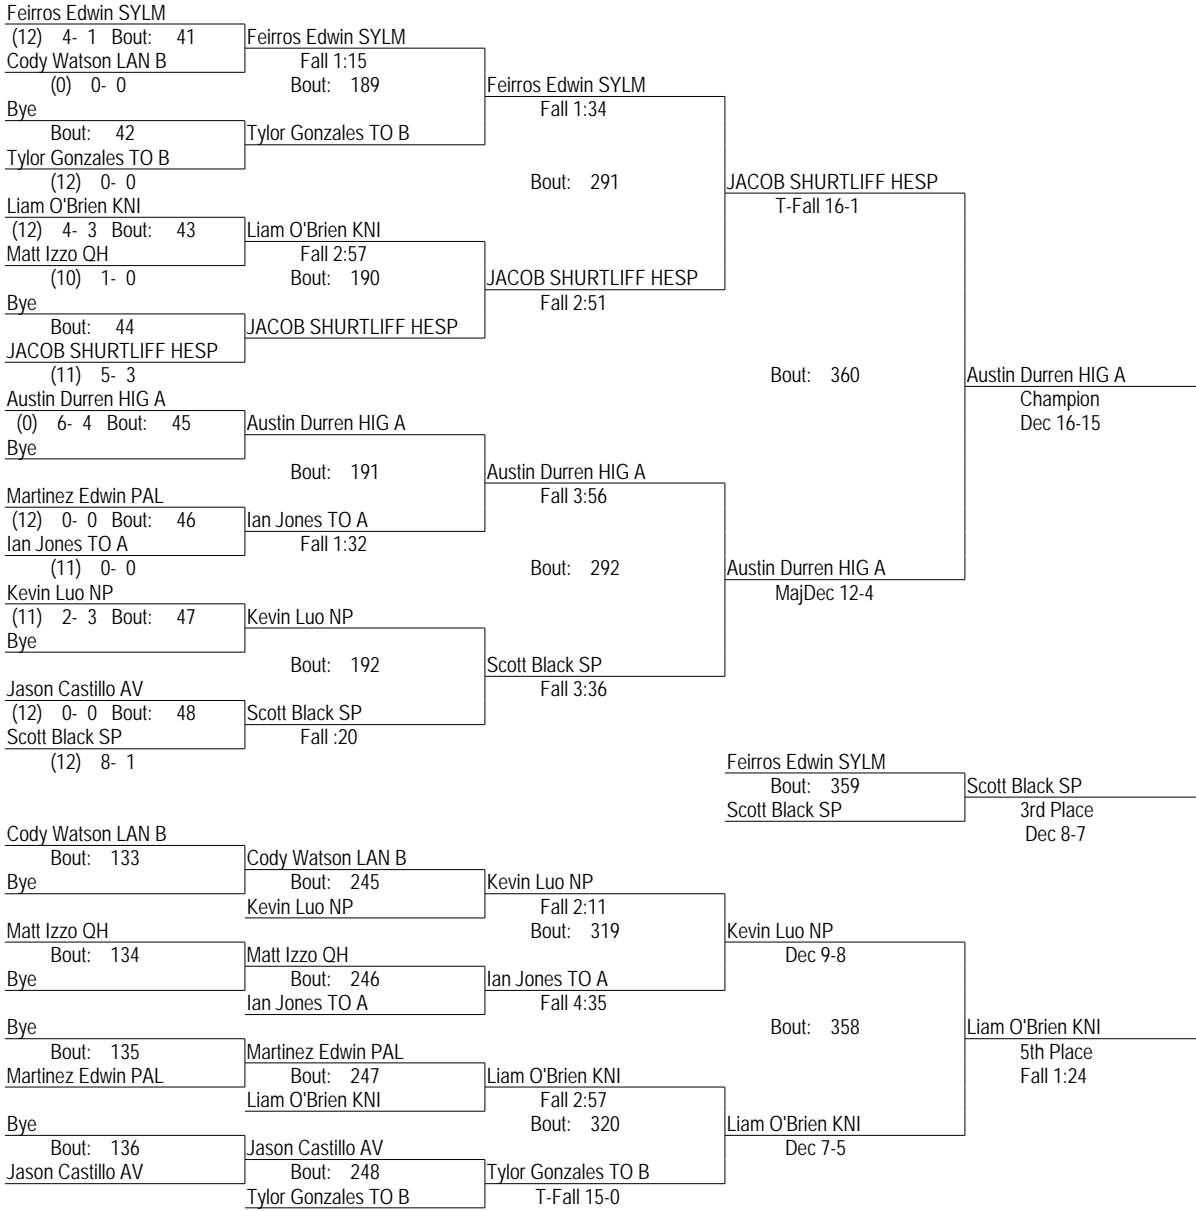 Feirros Edwin SYLM
(12) 4- 1 Bout: 41 Feirros Edwin SYLM
Cody Watson LAN B Fall 1:15
(0) 0- 0 Bout: 189 Feirros Edwin SYLM
Bye Fall 1:34
Bout: 42 Tylor Gonzales TO B
Tylor Gonzales TO B
(12) 0- 0 Bout: 291 JACOB SHURTLIFF HESP
Liam O'Brien KNI T-Fall 16-1
(12) 4- 3 Bout: 43 Liam O'Brien KNI
Matt Izzo QH Fall 2:57
(10) 1- 0 Bout: 190 JACOB SHURTLIFF HESP
Bye Fall 2:51
Bout: 44 JACOB SHURTLIFF HESP
JACOB SHURTLIFF HESP
(11) 5- 3 Bout: 360 Austin Durren HIG A
Austin Durren HIG A Champion
(0) 6- 4 Bout: 45 Austin Durren HIG A Dec 16-15
Bye
Bout: 191 Austin Durren HIG A
Martinez Edwin PAL Fall 3:56
(12) 0- 0 Bout: 46 Ian Jones TO A
Ian Jones TO A Fall 1:32
(11) 0- 0 Bout: 292 Austin Durren HIG A
Kevin Luo NP MajDec 12-4
(11) 2- 3 Bout: 47 Kevin Luo NP
Bye
Bout: 192 Scott Black SP
Jason Castillo AV Fall 3:36
(12) 0- 0 Bout: 48 Scott Black SP
Scott Black SP Fall :20
(12) 8- 1 Feirros Edwin SYLM
Bout: 359 Scott Black SP
Scott Black SP 3rd Place
Cody Watson LAN B Dec 8-7
Bout: 133 Cody Watson LAN B
Bye Bout: 245 Kevin Luo NP
Kevin Luo NP Fall 2:11
Matt Izzo QH Bout: 319 Kevin Luo NP
Bout: 134 Matt Izzo QH Dec 9-8
Bye Bout: 246 Ian Jones TO A
Ian Jones TO A Fall 4:35
Bye Bout: 358 Liam O'Brien KNI
Bout: 135 Martinez Edwin PAL 5th Place
Martinez Edwin PAL Bout: 247 Liam O'Brien KNI Fall 1:24
Liam O'Brien KNI Fall 2:57
Bye Bout: 320 Liam O'Brien KNI
Bout: 136 Jason Castillo AV Dec 7-5
Jason Castillo AV Bout: 248 Tylor Gonzales TO B
Tylor Gonzales TO B T-Fall 15-0